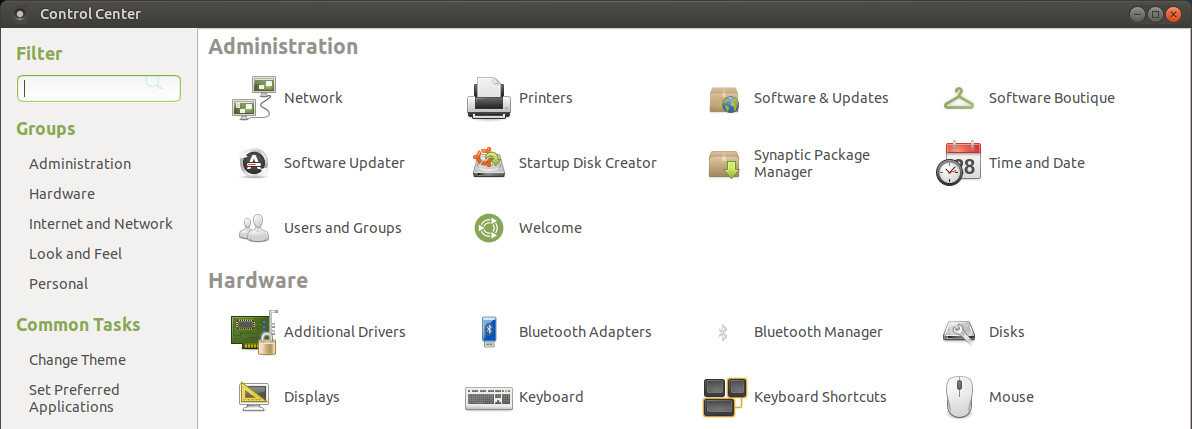 Control Center
Filter
Groups
Administration
Hardware
Internet and Network
Look and Feel
Personal
Common Tasks
Change Theme
Set Preferred
Applications
Administration
Network
Printers
Software & Updates
Software Boutique
Software Updater
Startup Disk Creator
Synaptic Package
Manager
28
Time and Date
Users and Groups
Welcome
Hardware
Additional Drivers
Bluetooth Adapters
Bluetooth Manager
Disks
Displays
Keyboard
Keyboard Shortcuts
Mouse